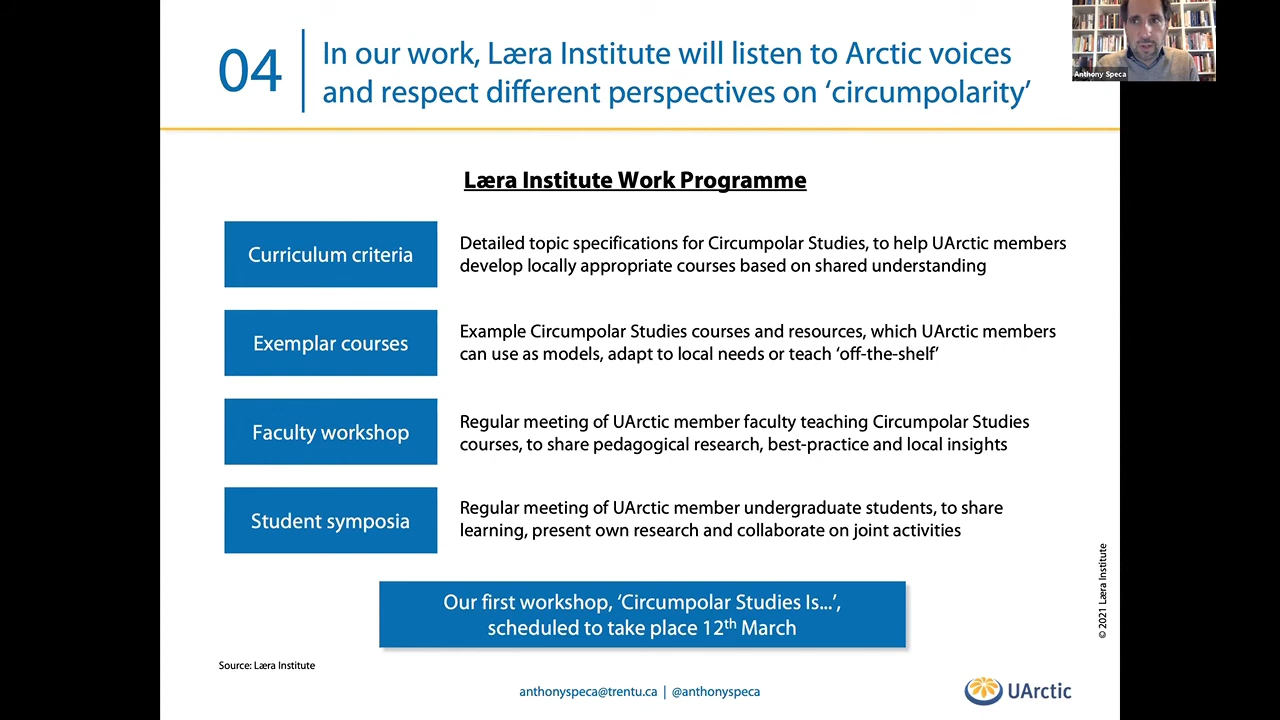 04
In our work, Læra Institute will listen to Arctic voices
and respect different perspectives on ‘circumpolarity’
Anthony Speca
Læra Institute Work Programme
Curriculum criteria
Detailed topic specifications for Circumpolar Studies, to help UArctic members
develop locally appropriate courses based on shared understanding
Exemplar courses
Example Circumpolar Studies courses and resources, which UArctic members
can use as models, adapt to local needs or teach ‘off-the-shelf’
Faculty workshop
Regular meeting of UArctic member faculty teaching Circumpolar Studies
courses, to share pedagogical research, best-practice and local insights
Student symposia
Regular meeting of UArctic member undergraduate students, to share
learning, present own research and collaborate on joint activities
Our first workshop, ‘Circumpolar Studies Is...’,
scheduled to take place 12th March
© 2021 Læra Institute
Source: Læra Institute
anthonyspeca@trentu.ca | @anthonyspeca
UArctic